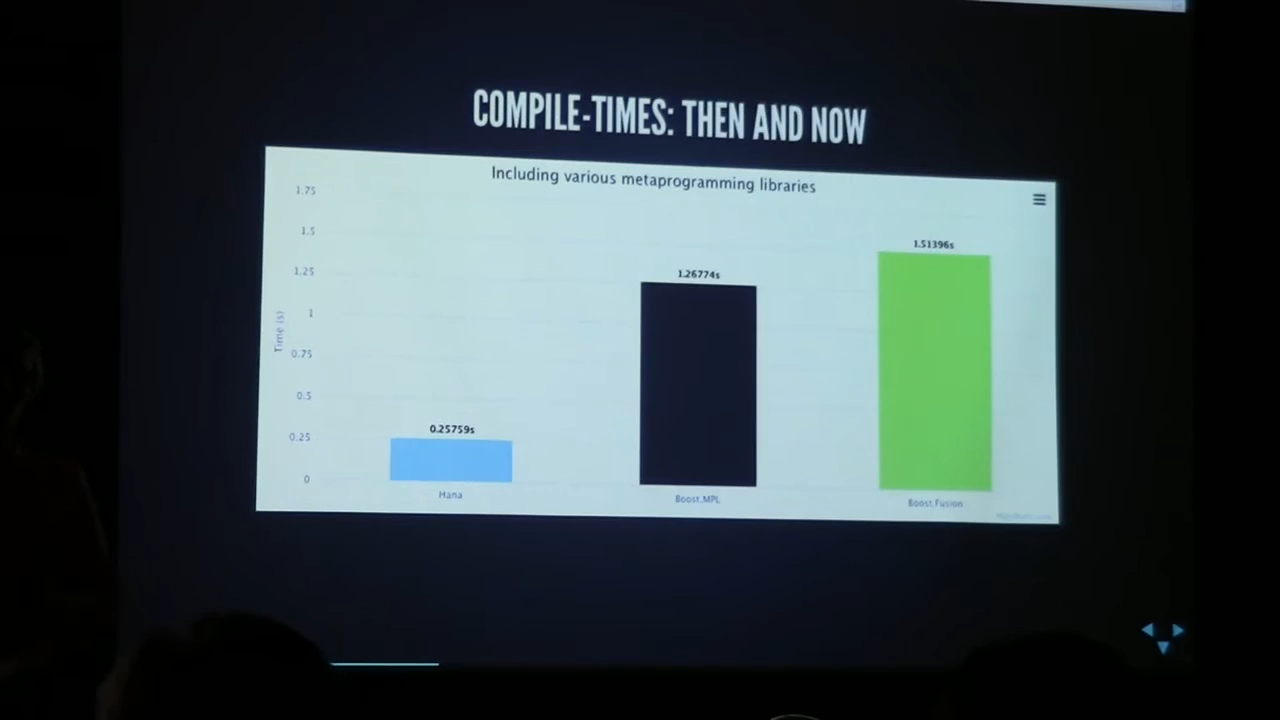 COMPILE-TIMES: THEN AND NOW
Including various metaprogramming libraries
1.75
1.5
1.25
1
0.75
0.5
0.25
0
Time (s)
0.25759s
1.26774s
1.51396s
Hana
Boost.MPL
Boost.Fusion